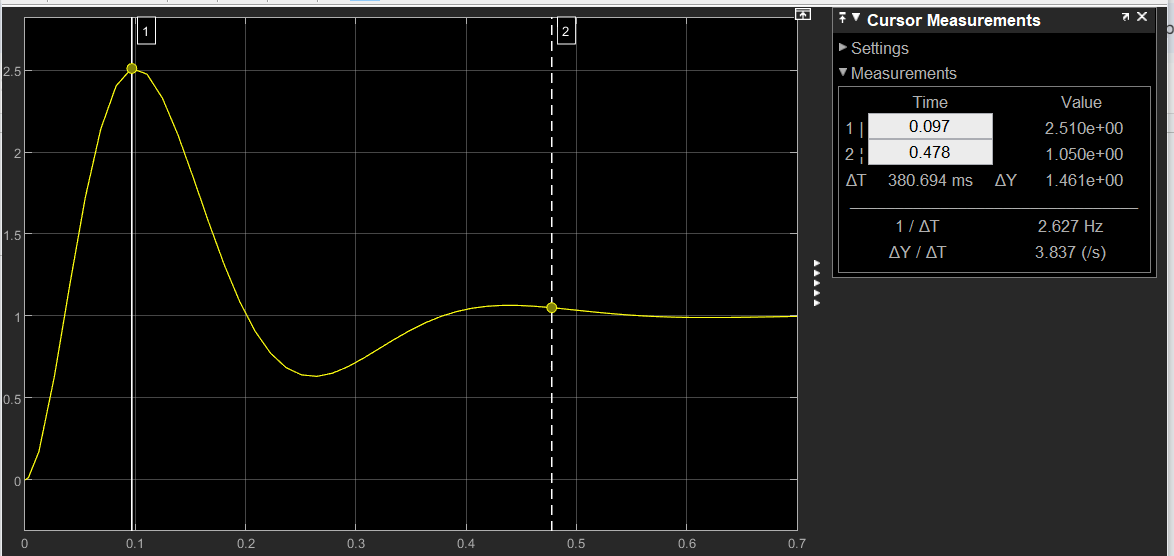 Cursor Measurements
Settings
Measurements
Time Value
1 | 0.097 2.510e+00
2 ¦ 0.478 1.050e+00
ΔT 380.694 ms ΔY 1.461e+00
1 / ΔT 2.627 Hz
ΔY / ΔT 3.837 (/s)
1
2
2.5
2
1.5
1
0.5
0
0 0.1 0.2 0.3 0.4 0.5 0.6 0.7